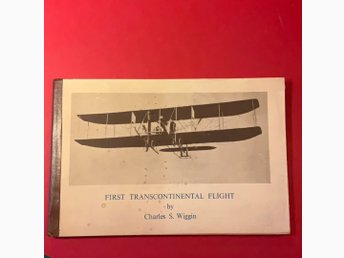 FIRST TRANSCONTINENTAL FLIGHT
by
Charles S. Wiggin